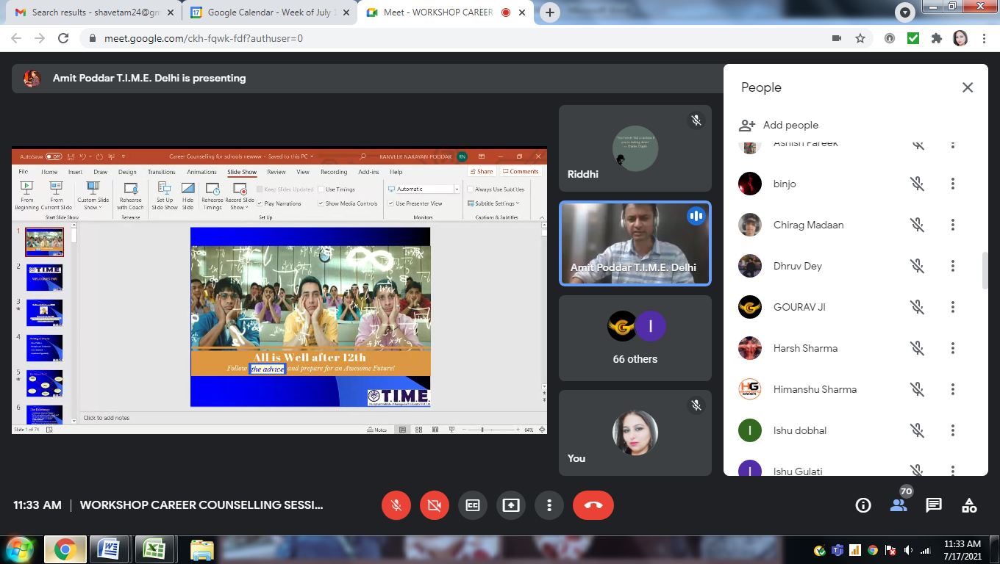 Search results - shavetam24@gm
Google Calendar - Week of July
Meet - WORKSHOP CAREER
meet.google.com/ckh-fqwk-fdf?authuser=0
Amit Poddar T.I.M.E. Delhi is presenting
AutoSave Off
Career Counselling for schools newww - Saved to this PC
RANVEER NARAYAN PODDAR RN
File Home Insert Draw Design Transitions Animations Slide Show Review View Recording Add-ins Help Share Comments
From Beginning
From Current Slide
Custom Slide Show
Rehearse with Coach
Set Up Slide Show
Hide Slide
Rehearse Timings
Record Slide Show
Keep Slides Updated
Use Timings
Play Narrations
Show Media Controls
Automatic
Use Presenter View
Always Use Subtitles
Subtitle Settings
Start Slide Show Rehearse Set Up Monitors Captions & Subtitles
1
2
T.I.M.E.
WELCOMES YOU
3
4
5
6
All is Well after 12th
Follow the advice and prepare for an Awesome Future!
T.I.M.E.
Click to add notes
Slide 1 of 74
Notes
64%
Riddhi
Amit Poddar T.I.M.E. Delhi
I
66 others
You
People
Add people
Ashish Pareek
binjo
Chirag Madaan
Dhruv Dey
GOURAV JI
Harsh Sharma
HG
Himanshu Sharma
I
Ishu dobhal
I
Ishu Gulati
11:33 AM | WORKSHOP CAREER COUNSELLING SESSI...
70
11:33 AM
7/17/2021